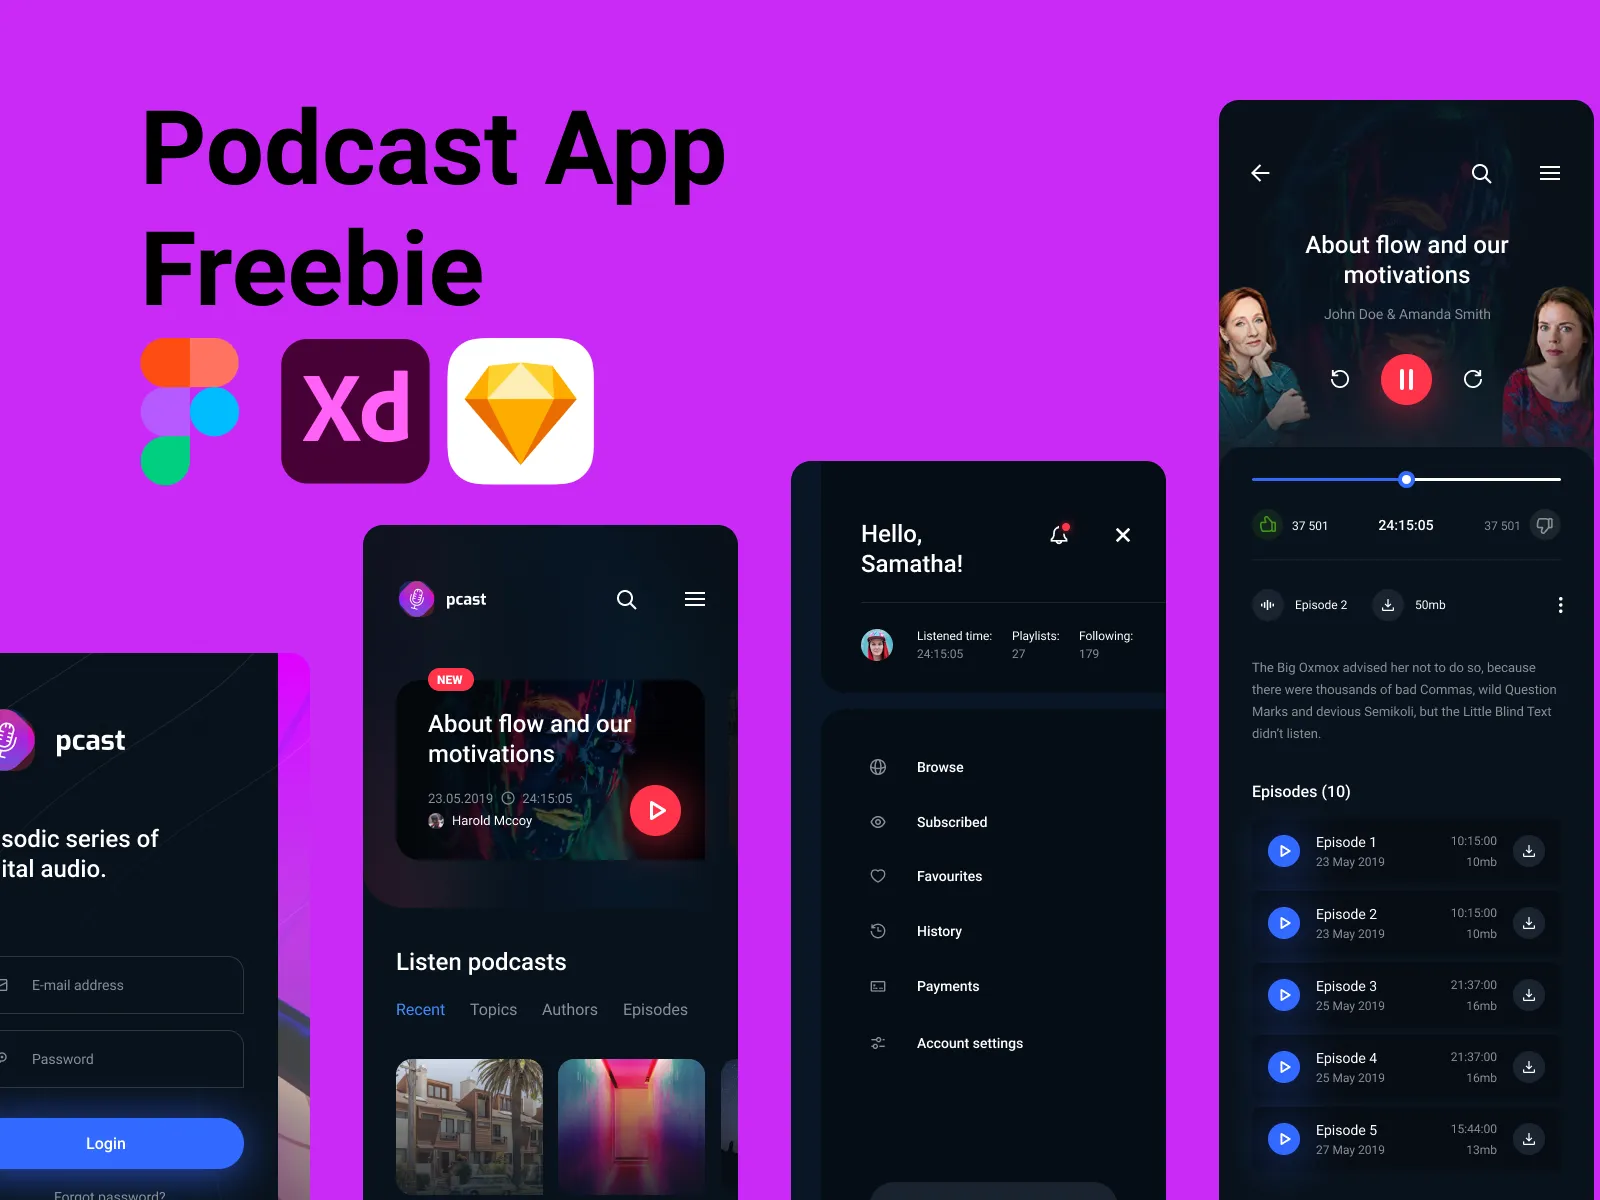 Podcast App
Freebie
Xd
pcast
sodic series of
ital audio.
E-mail address
Password
Login
Forgot password?
pcast
NEW
About flow and our
motivations
23.05.2019 24:15:05
Harold Mccoy
Listen podcasts
Recent Topics Authors Episodes
Hello,
Samatha!
Listened time: Playlists: Following:
24:15:05 27 179
Browse
Subscribed
Favourites
History
Payments
Account settings
About flow and our
motivations
John Doe & Amanda Smith
37 501 24:15:05 37 501
Episode 2 50mb
The Big Oxmox advised her not to do so, because
there were thousands of bad Commas, wild Question
Marks and devious Semikoli, but the Little Blind Text
didn’t listen.
Episodes (10)
Episode 1 10:15:00
23 May 2019 10mb
Episode 2 10:15:00
23 May 2019 10mb
Episode 3 21:37:00
25 May 2019 16mb
Episode 4 21:37:00
25 May 2019 16mb
Episode 5 15:44:00
27 May 2019 13mb